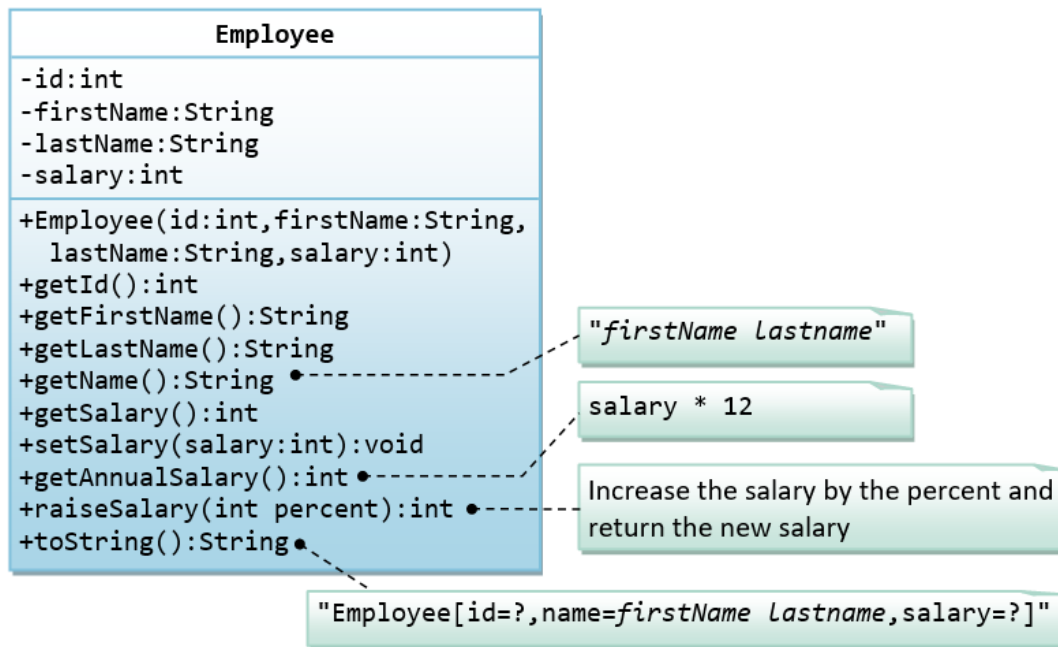 Employee
-id:int
-firstName:String
-lastName:String
-salary:int
+Employee(id:int,firstName:String,
lastName:String,salary:int)
+getId():int
+getFirstName():String
+getLastName():String
+getName():String
+getSalary():int
+setSalary(salary:int):void
+getAnnualSalary():int
+raiseSalary(int percent):int
+toString():String
"firstName lastname"
salary * 12
Increase the salary by the percent and
return the new salary
"Employee[id=?,name=firstName lastname,salary=?]"